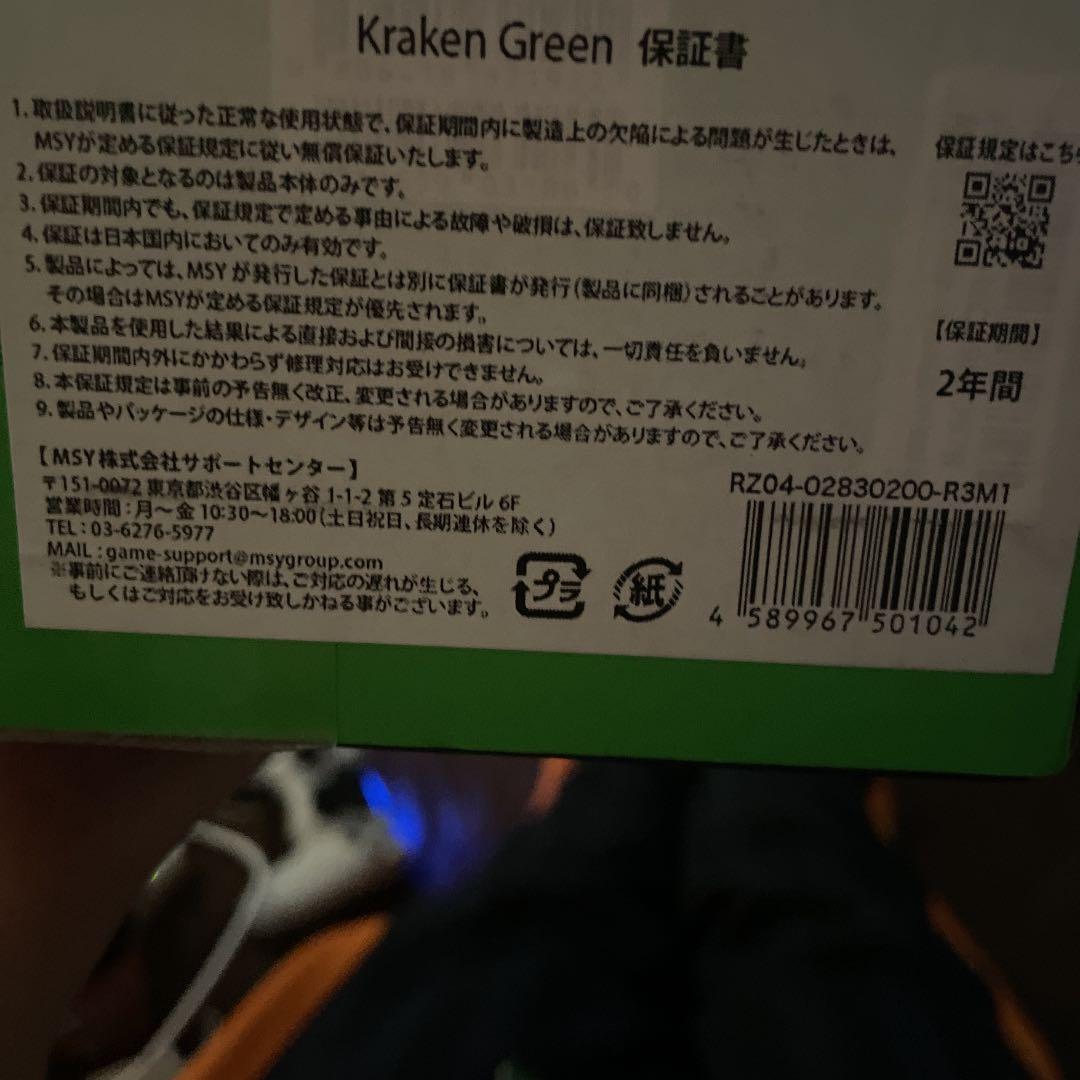 Kraken Green 保証書
1. 取扱説明書に従った正常な使用状態で、保証期間内に製造上の欠陥による問題が生じたときは、
MSYが定める保証規定に従い無償保証いたします。
2. 保証の対象となるのは製品本体のみです。
3. 保証期間内でも、保証規定で定める事由による故障や破損は、保証致しません。
4. 保証は日本国内においてのみ有効です。
5. 製品によっては、MSY が発行した保証とは別に保証書が発行(製品に同梱)されることがあります。
その場合はMSYが定める保証規定が優先されます。
6. 本製品を使用した結果による直接および間接の損害については、一切責任を負いません。
7. 保証期間内外にかかわらず修理対応はお受けできません。
8. 本保証規定は事前の予告無く改正、変更される場合がありますので、ご了承ください。
9. 製品やパッケージの仕様・デザイン等は予告無く変更される場合がありますので、ご了承ください。
保証規定はこちら
【保証期間】
2年間
【MSY株式会社サポートセンター】
〒151-0072 東京都渋谷区幡ヶ谷 1-1-2 第 5 定石ビル 6F
営業時間:月~金 10:30~18:00(土日祝日、長期連休を除く)
TEL : 03-6276-5977
MAIL : game-support@msygroup.com
※事前にご連絡頂けない際は、ご対応の遅れが生じる、
もしくはご対応をお受け致しかねる事がございます。
プラ
紙
RZ04-02830200-R3M1
4 589967 501042